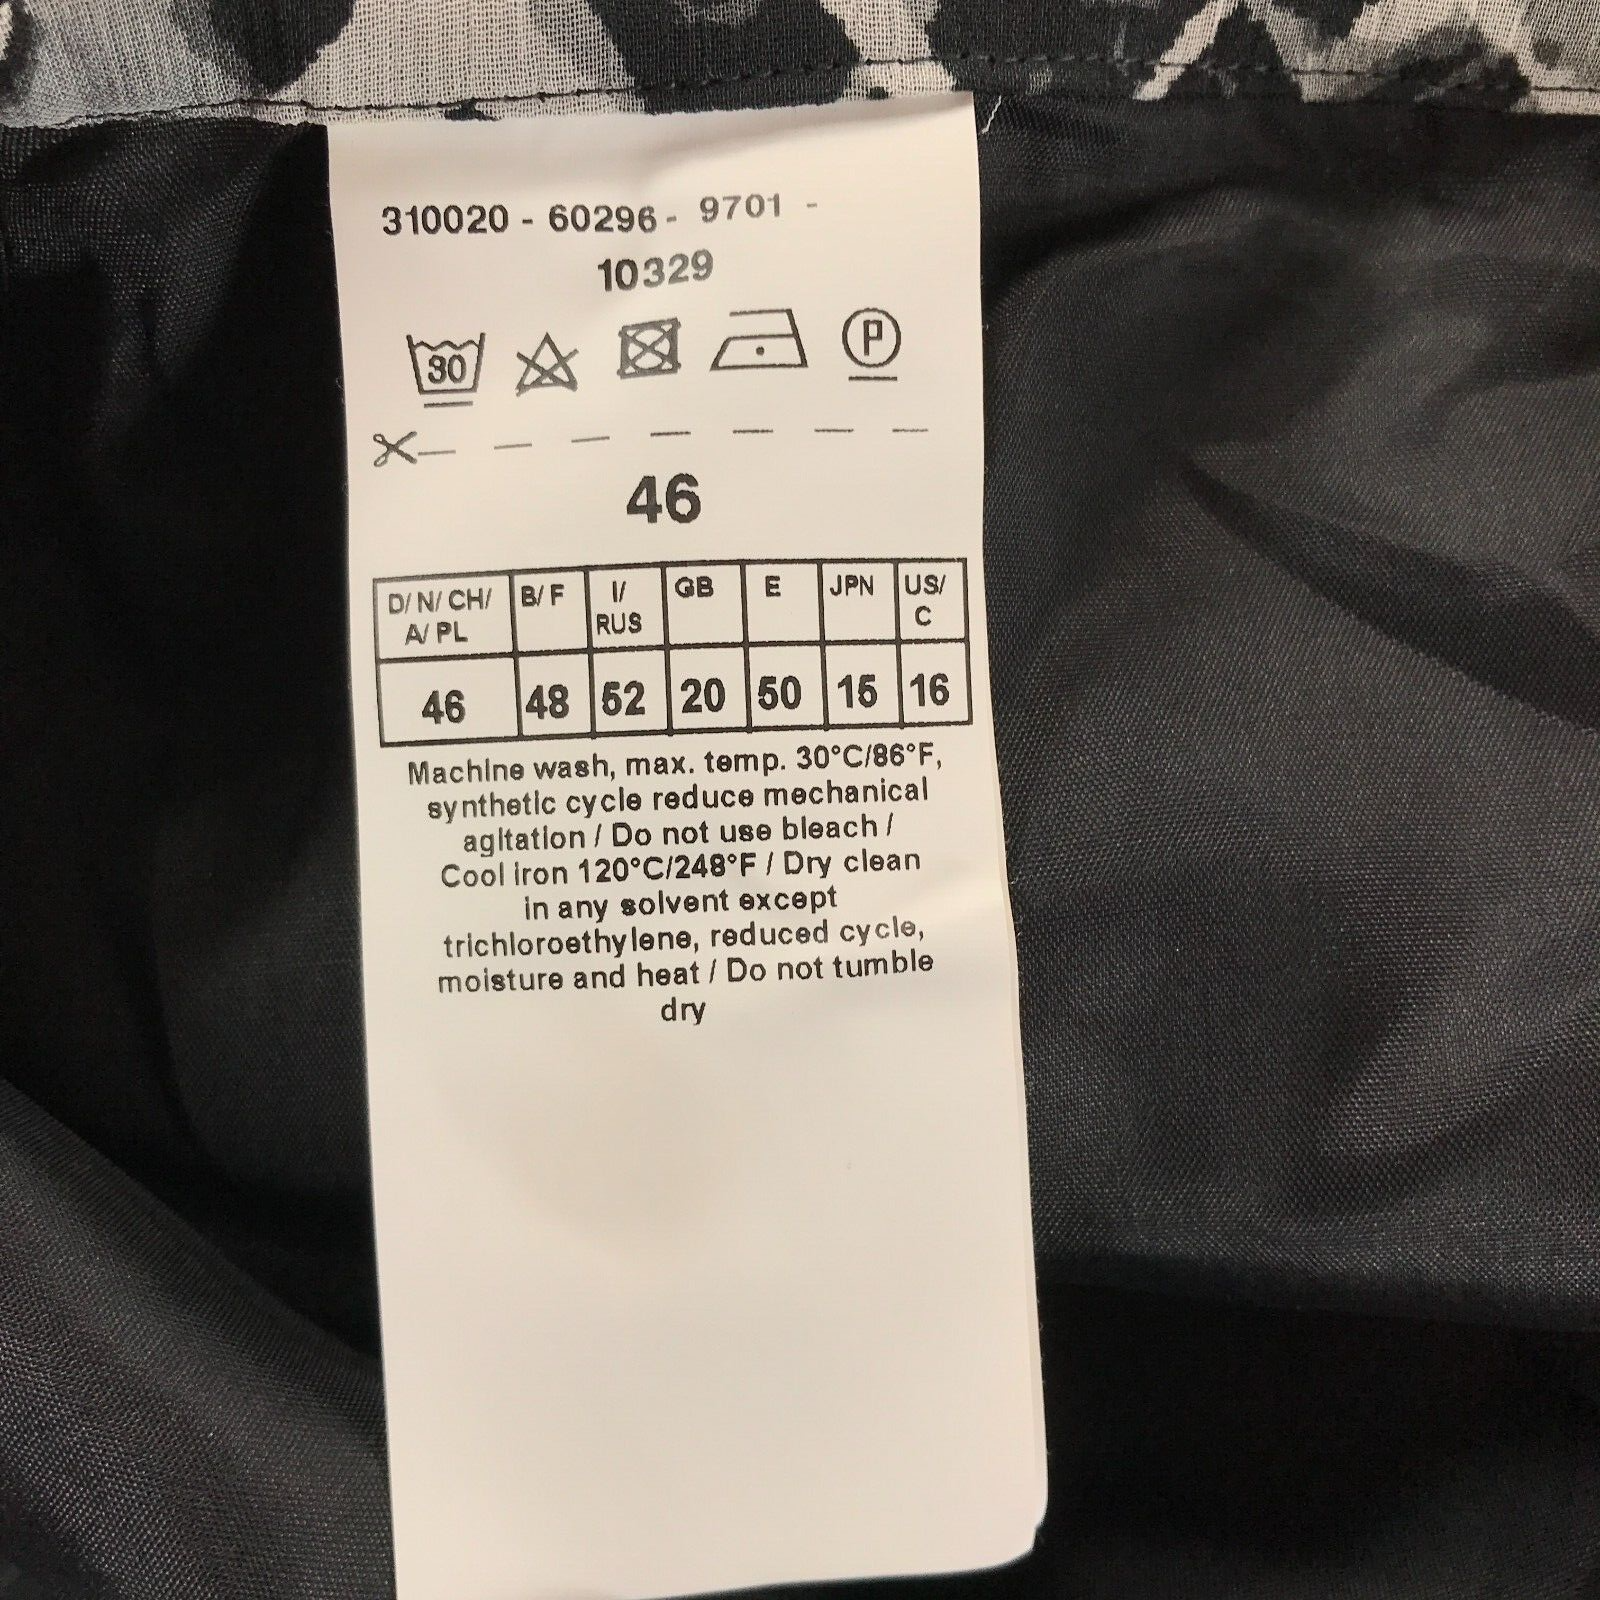 310020 - 60296 - 9701 -
10329
30 P
46
D/ N/ CH/ A/ PL B/ F I/ RUS GB E JPN US/ C
46 48 52 20 50 15 16
Machine wash, max. temp. 30°C/86°F,
synthetic cycle reduce mechanical
agitation / Do not use bleach /
Cool iron 120°C/248°F / Dry clean
in any solvent except
trichloroethylene, reduced cycle,
moisture and heat / Do not tumble
dry